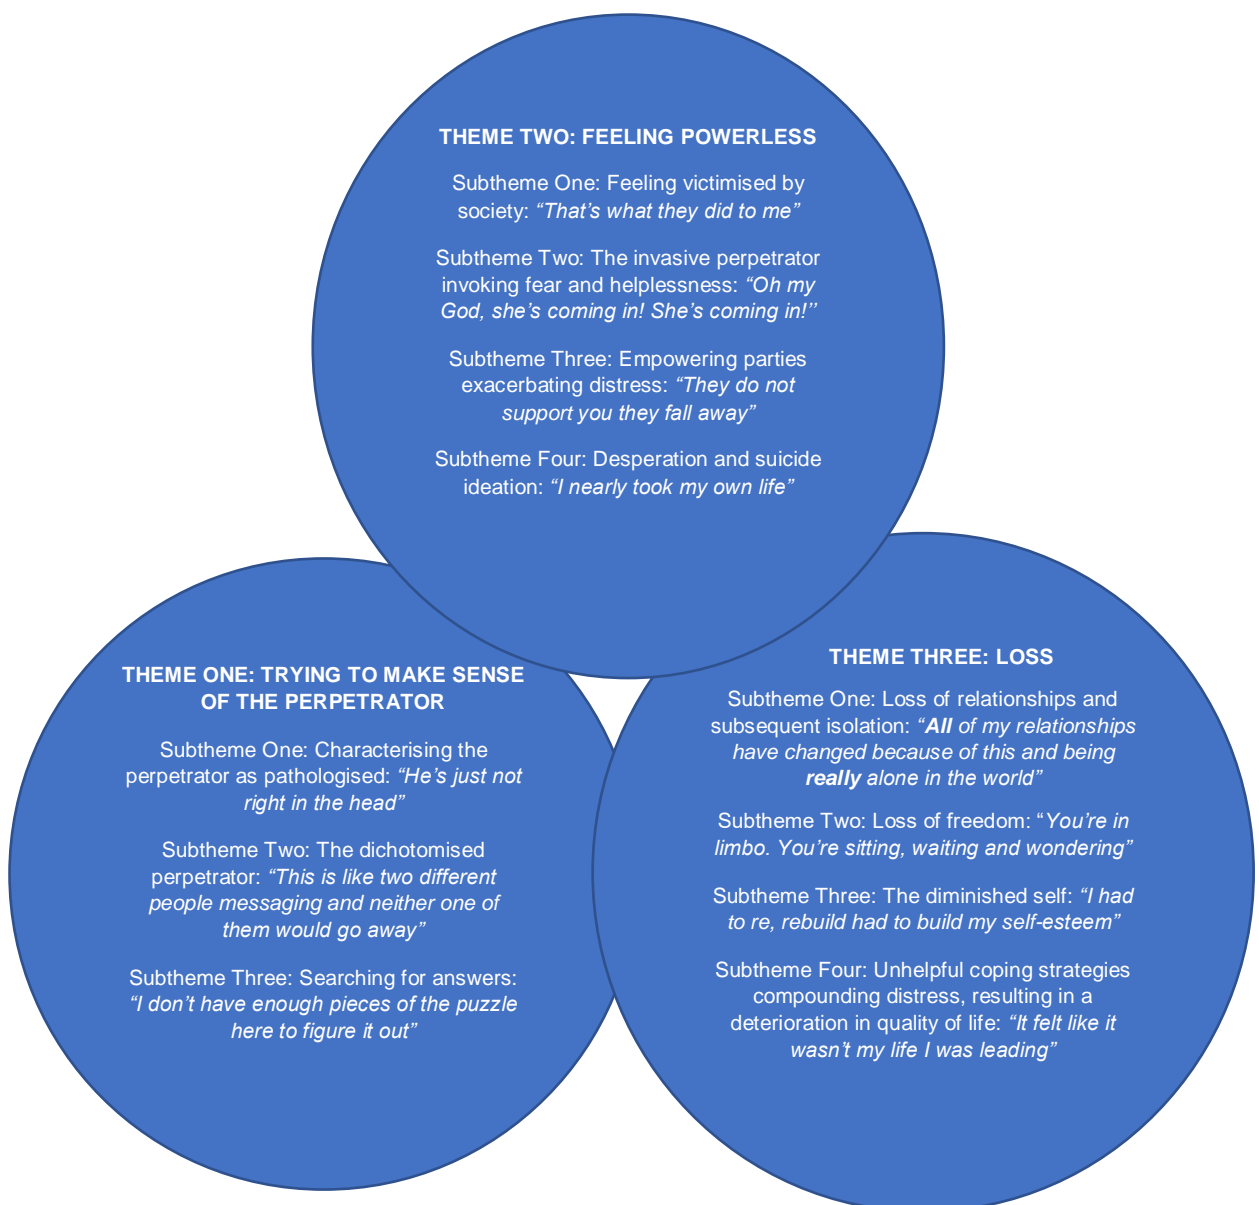 THEME TWO: FEELING POWERLESS
Subtheme One: Feeling victimised by
society: “That’s what they did to me”
Subtheme Two: The invasive perpetrator
invoking fear and helplessness: “Oh my
God, she’s coming in! She’s coming in!’’
Subtheme Three: Empowering parties
exacerbating distress: “They do not
support you they fall away”
Subtheme Four: Desperation and suicide
ideation: “I nearly took my own life”
THEME ONE: TRYING TO MAKE SENSE
OF THE PERPETRATOR
Subtheme One: Characterising the
perpetrator as pathologised: “He’s just not
right in the head”
Subtheme Two: The dichotomised
perpetrator: “This is like two different
people messaging and neither one of
them would go away”
Subtheme Three: Searching for answers:
“I don’t have enough pieces of the puzzle
here to figure it out”
THEME THREE: LOSS
Subtheme One: Loss of relationships and
subsequent isolation: “All of my relationships
have changed because of this and being
really alone in the world”
Subtheme Two: Loss of freedom: “You’re in
limbo. You’re sitting, waiting and wondering”
Subtheme Three: The diminished self: “I had
to re, rebuild had to build my self-esteem”
Subtheme Four: Unhelpful coping strategies
compounding distress, resulting in a
deterioration in quality of life: “It felt like it
wasn’t my life I was leading”